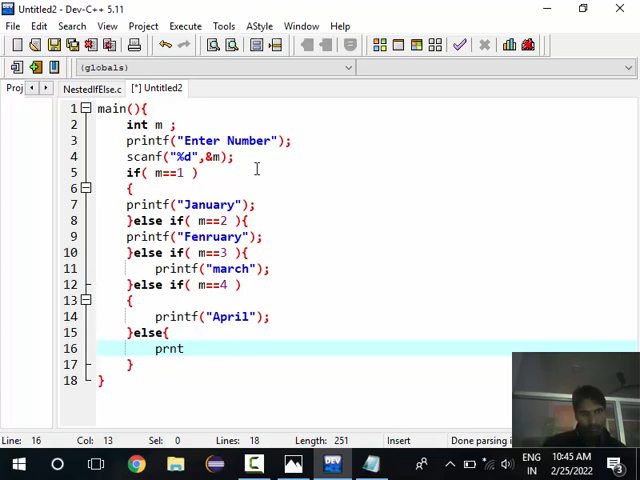 Untitled2 - Dev-C++ 5.11
File Edit Search View Project Execute Tools AStyle Window Help
(globals)
Proj NestedIfElse.c [*] Untitled2
1 main(){
2 int m ;
3 printf("Enter Number");
4 scanf("%d",&m);
5 if( m==1 )
6 {
7 printf("January");
8 }else if( m==2 ){
9 printf("Fenruary");
10 }else if( m==3 ){
11 printf("march");
12 }else if( m==4 )
13 {
14 printf("April");
15 }else{
16 prnt
17 }
18 }
Line: 16 Col: 13 Sel: 0 Lines: 18 Length: 251 Insert Done parsing
DEV ENG 10:45 AM
IN 2/25/2022